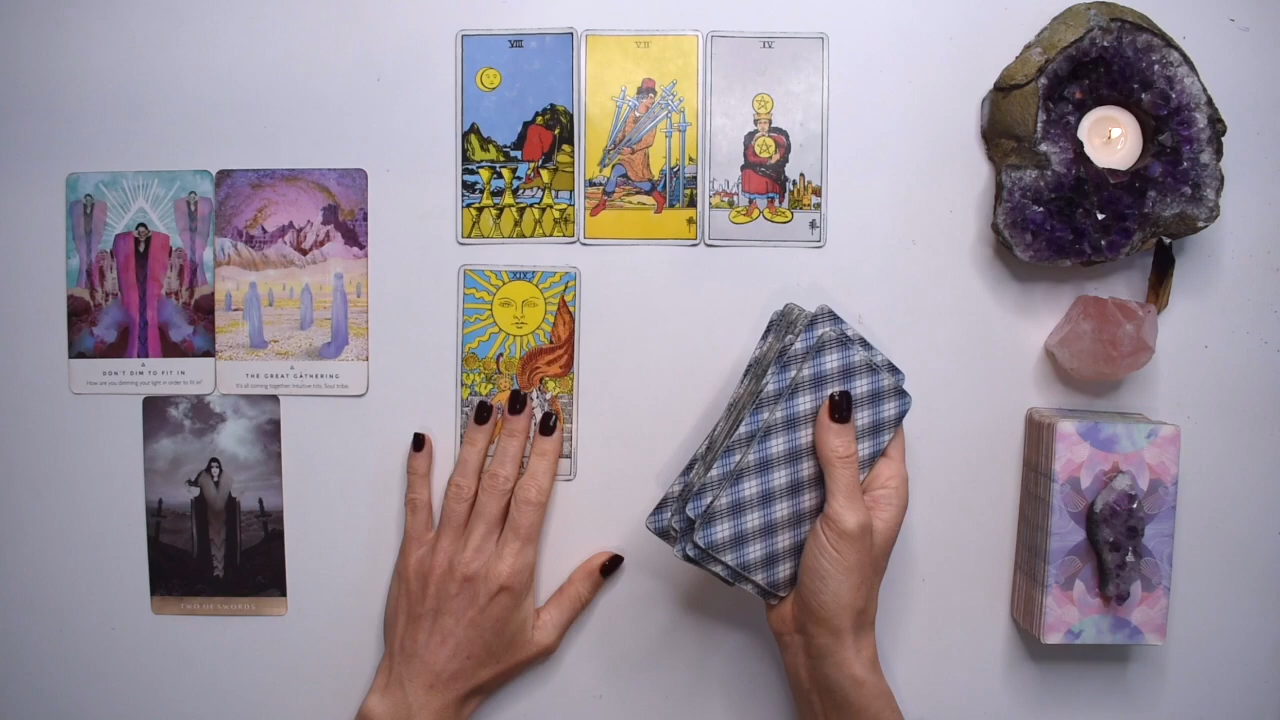 VIII
VII
IV
DON'T DIM TO FIT IN
How are you dimming your light in order to fit in?
THE GREAT GATHERING
It's all coming together. Intuitive hits. Soul tribe.
XIX
TWO OF SWORDS